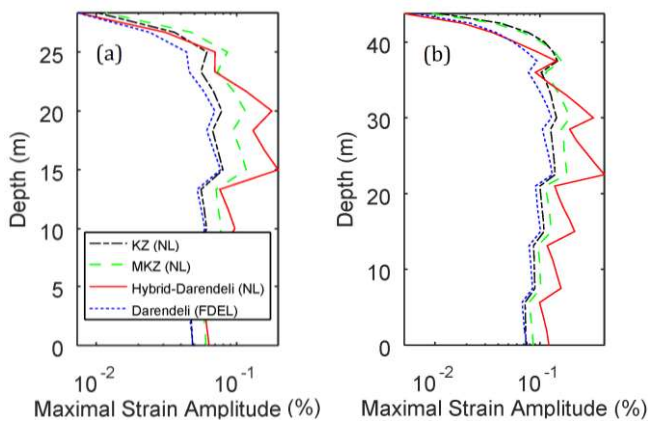 (a)
25
20
15
10
5
0
Depth (m)
KZ (NL)
MKZ (NL)
Hybrid-Darendeli (NL)
Darendeli (FDEL)
10-2
10-1
Maximal Strain Amplitude (%)
(b)
40
30
20
10
0
Depth (m)
10-2
10-1
Maximal Strain Amplitude (%)